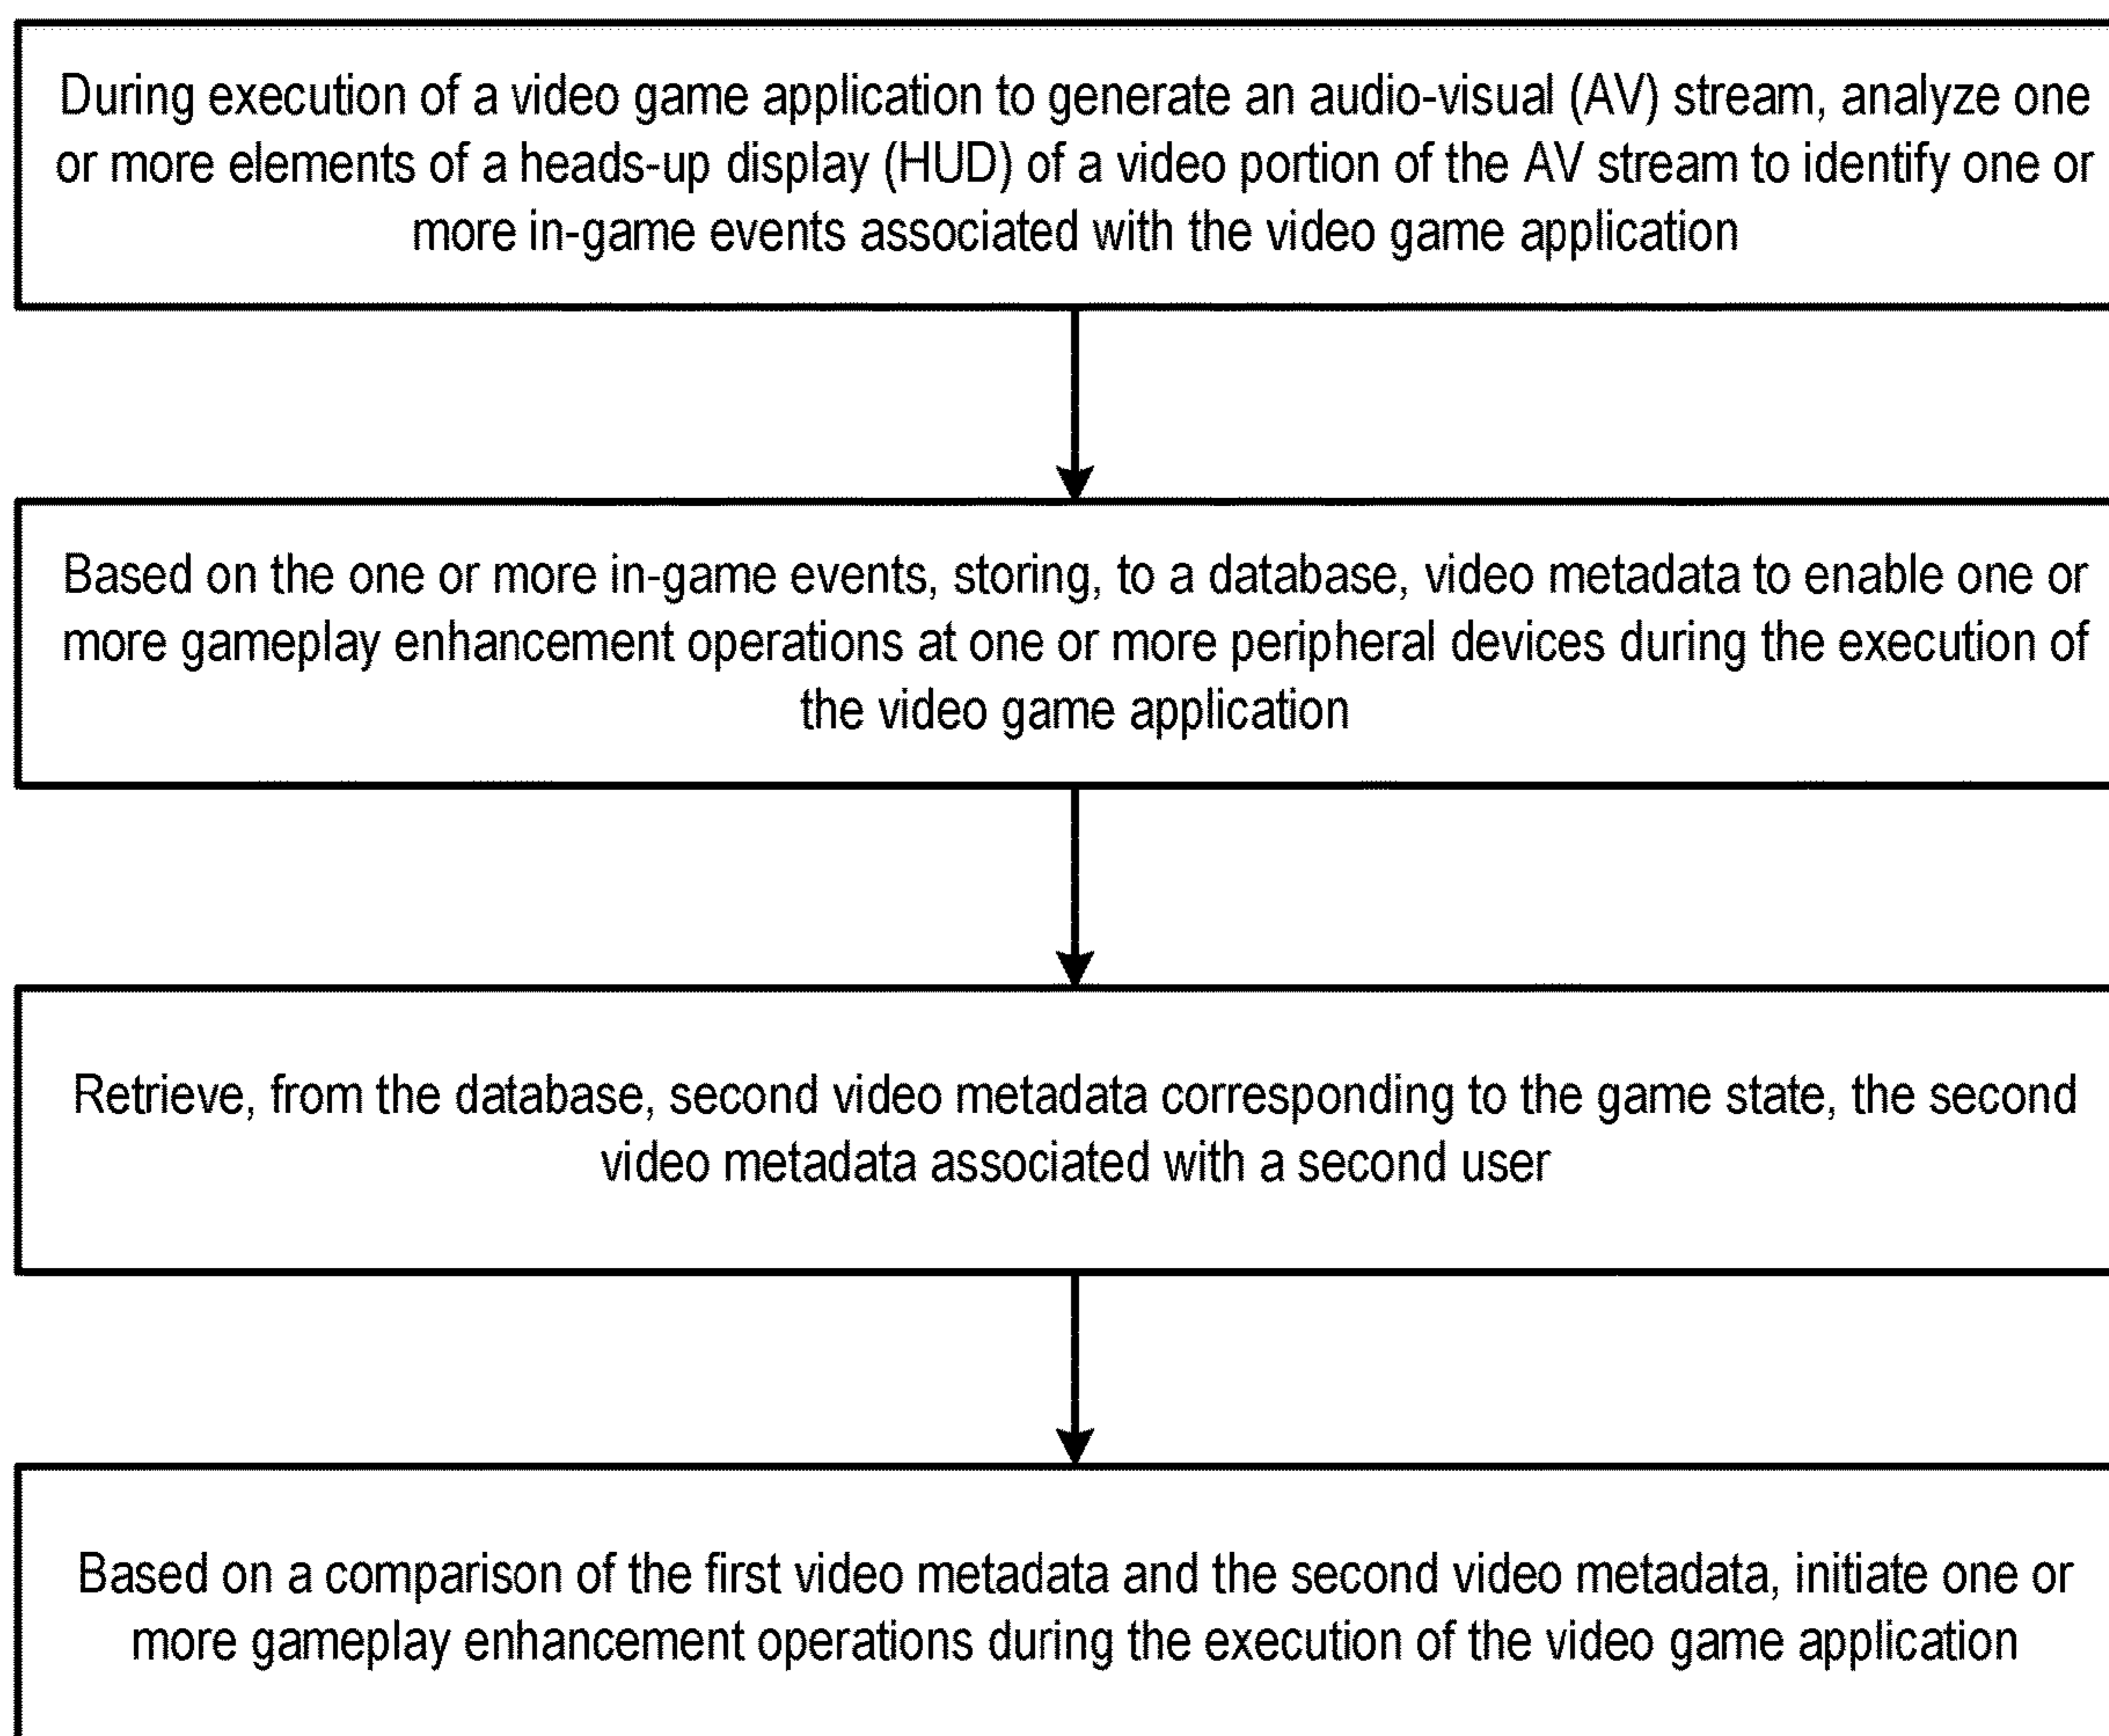 During execution of a video game application to generate an audio-visual (AV) stream, analyze one
or more elements of a heads-up display (HUD) of a video portion of the AV stream to identify one or
more in-game events associated with the video game application
Based on the one or more in-game events, storing, to a database, video metadata to enable one or
more gameplay enhancement operations at one or more peripheral devices during the execution of
the video game application
Retrieve, from the database, second video metadata corresponding to the game state, the second
video metadata associated with a second user
Based on a comparison of the first video metadata and the second video metadata, initiate one or
more gameplay enhancement operations during the execution of the video game application